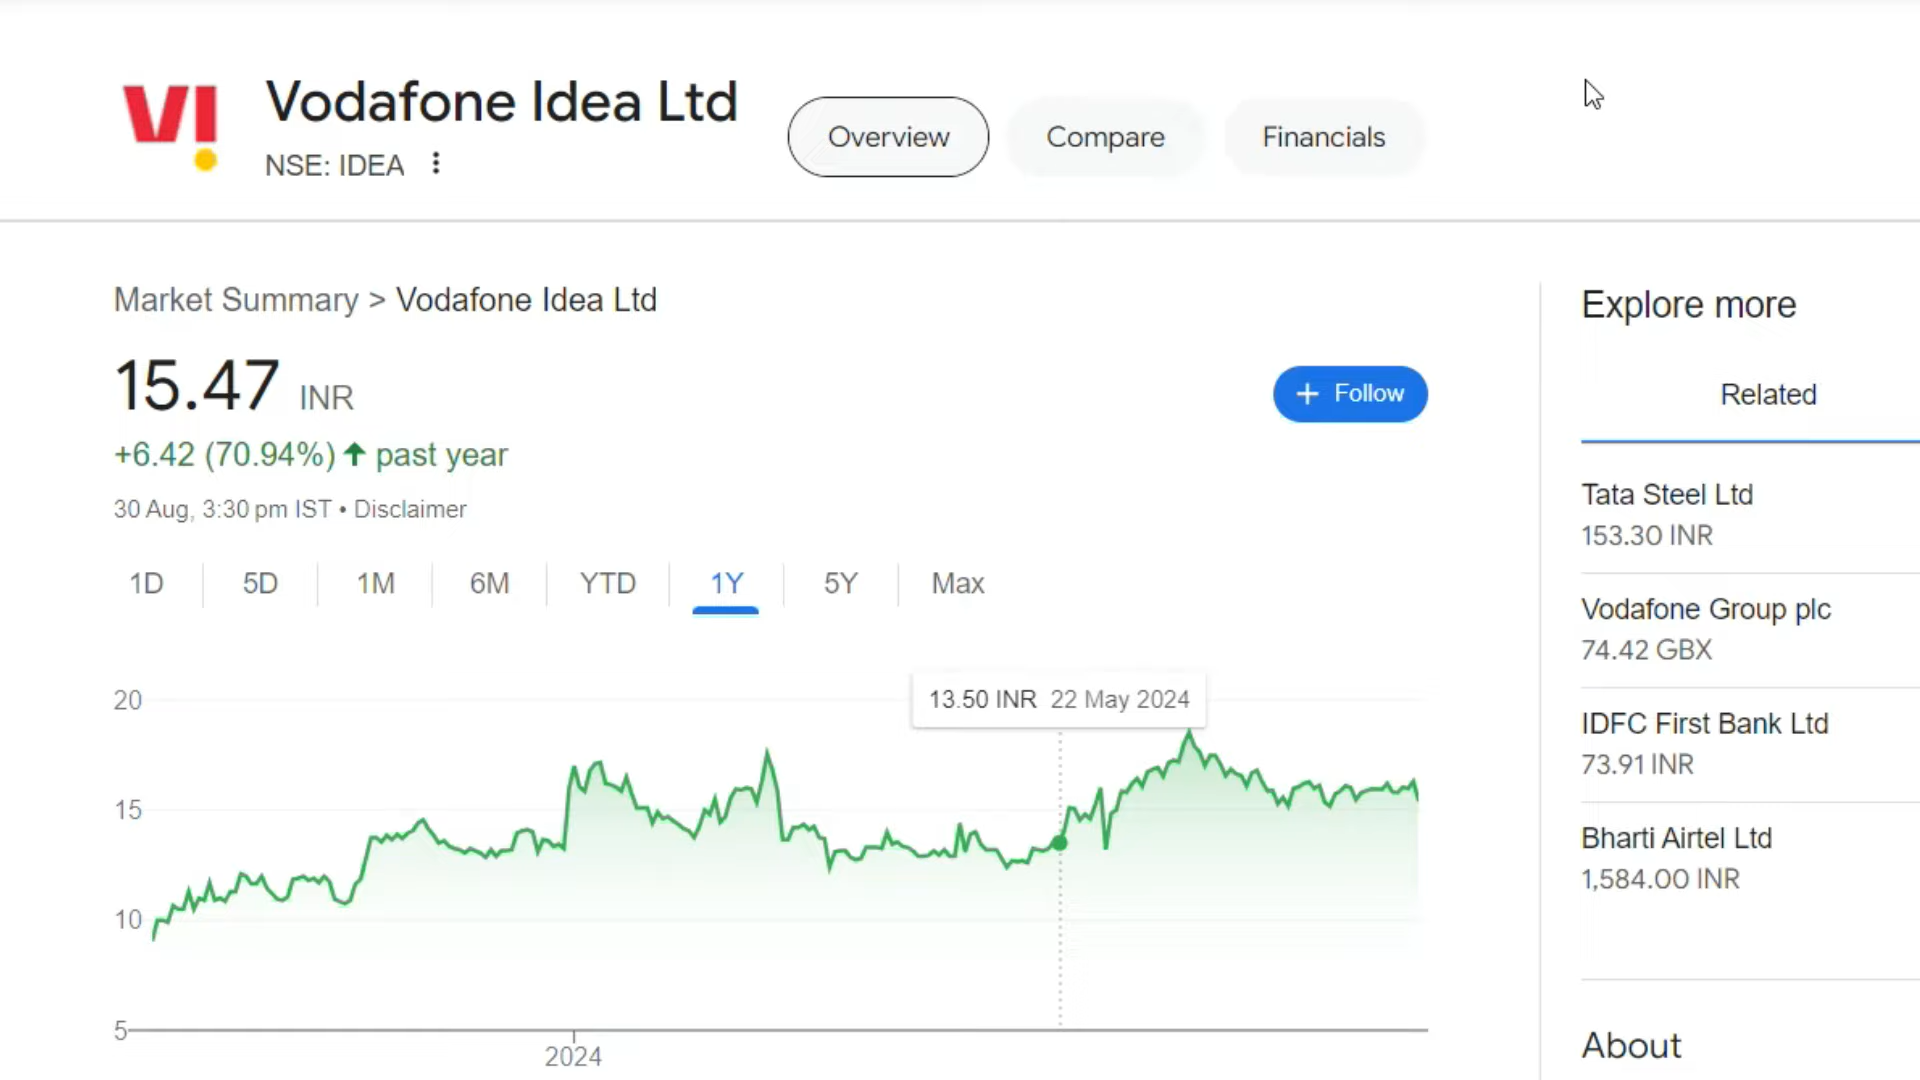 VI
Vodafone Idea Ltd
NSE: IDEA
Overview
Compare
Financials
Market Summary > Vodafone Idea Ltd
15.47 INR
+6.42 (70.94%) ↑ past year
30 Aug, 3:30 pm IST • Disclaimer
+ Follow
1D
5D
1M
6M
YTD
1Y
5Y
Max
13.50 INR 22 May 2024
20
15
10
5
2024
Explore more
Related
Tata Steel Ltd
153.30 INR
Vodafone Group plc
74.42 GBX
IDFC First Bank Ltd
73.91 INR
Bharti Airtel Ltd
1,584.00 INR
About